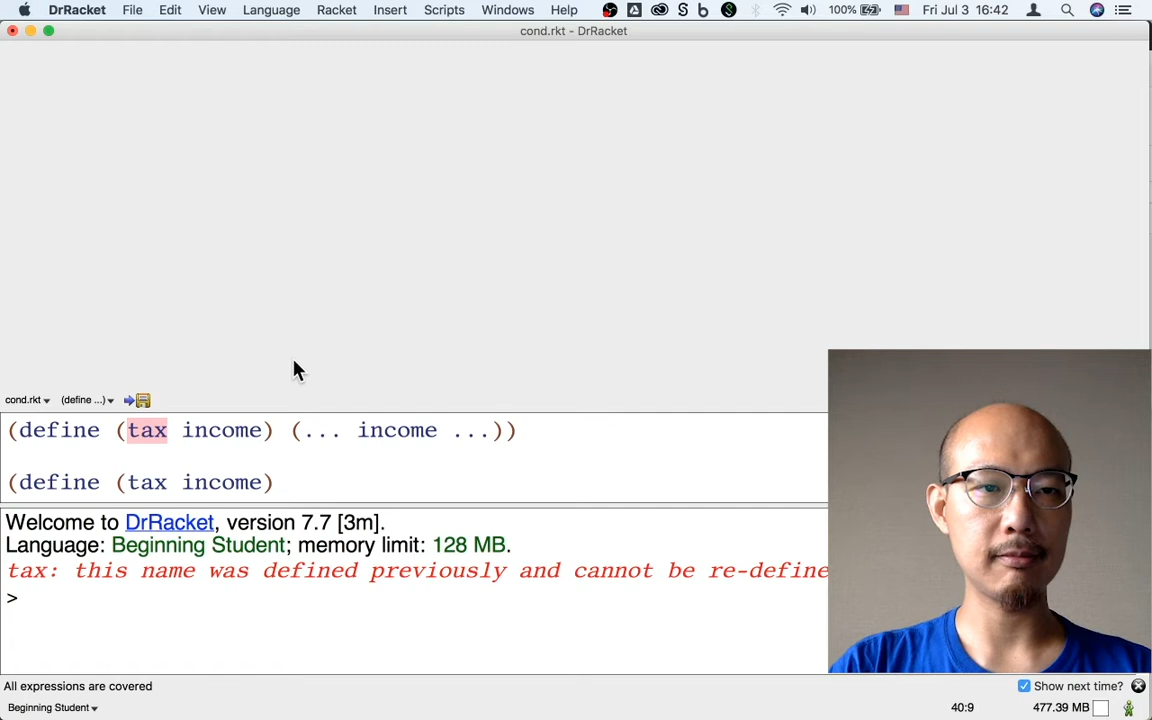 DrRacket File Edit View Language Racket Insert Scripts Windows Help 100% Fri Jul 3 16:42
cond.rkt - DrRacket
cond.rkt (define ...)
(define (tax income) (... income ...))
(define (tax income)
Welcome to DrRacket, version 7.7 [3m].
Language: Beginning Student; memory limit: 128 MB.
tax: this name was defined previously and cannot be re-define
>
All expressions are covered Show next time?
Beginning Student 40:9 477.39 MB